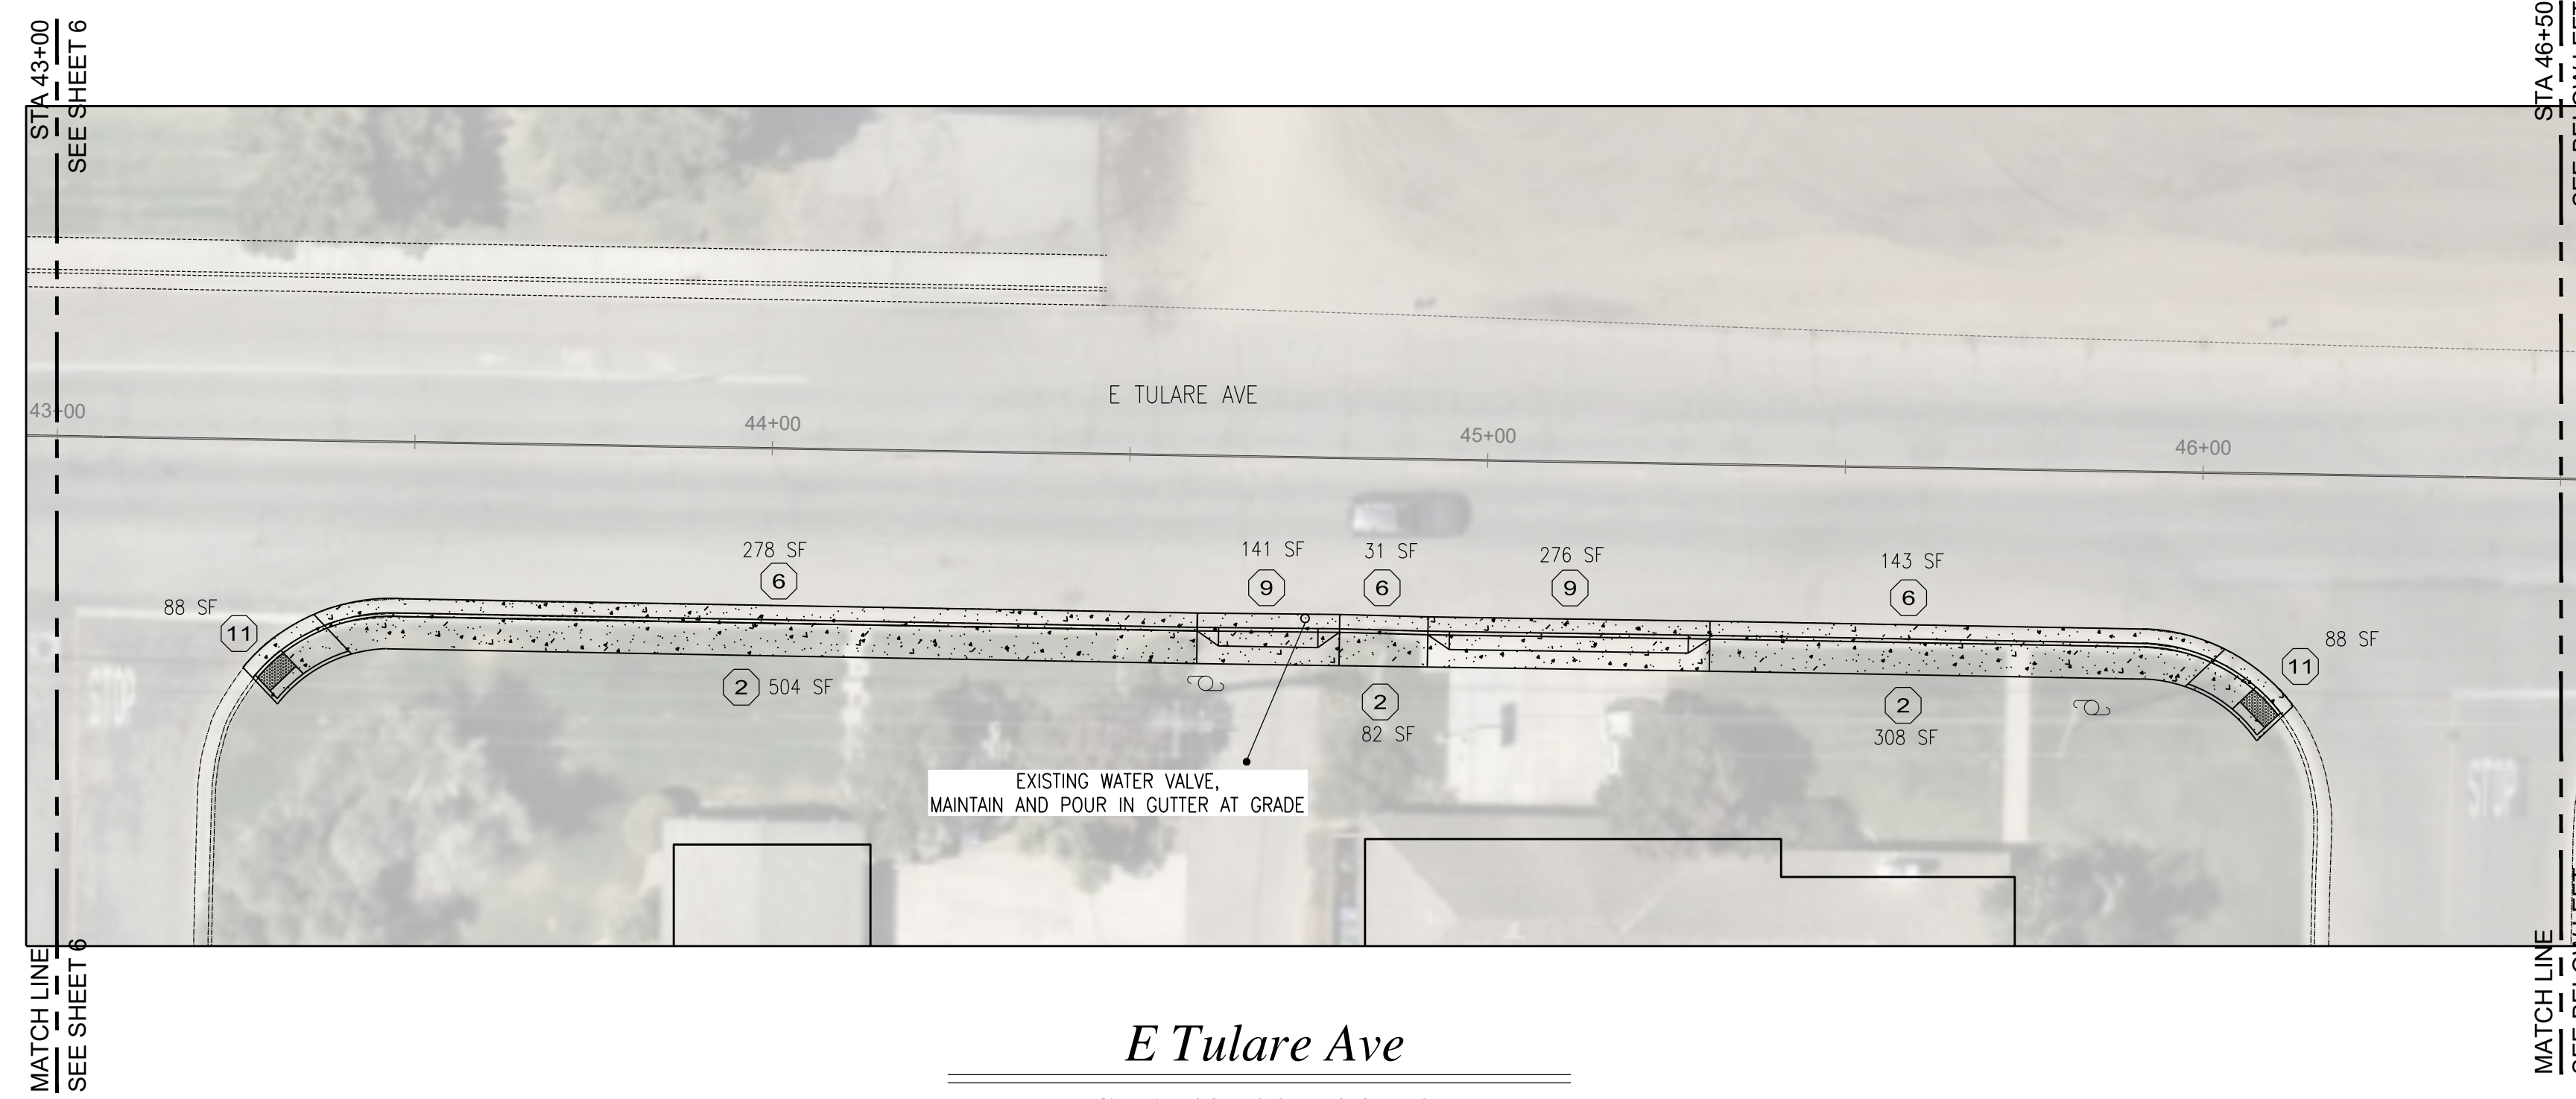 STA 43+00
SEE SHEET 6
STA 46+50
E TULARE AVE
43+00
44+00
45+00
46+00
278 SF
6
141 SF
9
31 SF
6
276 SF
9
143 SF
6
88 SF
11
88 SF
11
2 504 SF
2
82 SF
2
308 SF
STOP
STOP
EXISTING WATER VALVE,
MAINTAIN AND POUR IN GUTTER AT GRADE
MATCH LINE
SEE SHEET 6
MATCH LINE
E Tulare Ave